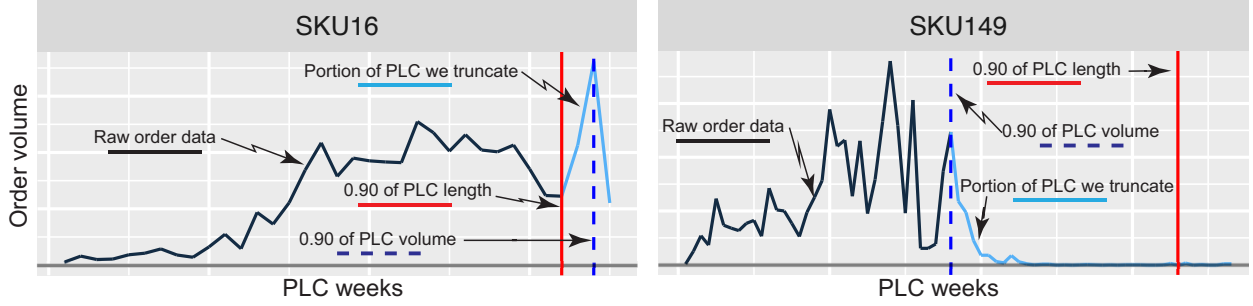 SKU16
Order volume
Portion of PLC we truncate
Raw order data
0.90 of PLC length
0.90 of PLC volume
PLC weeks
SKU149
0.90 of PLC length
Raw order data
0.90 of PLC volume
Portion of PLC we truncate
PLC weeks